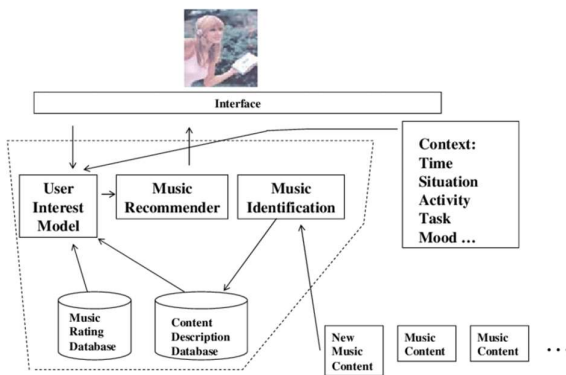 Interface
Context:
Time
Situation
Activity
Task
Mood ...
User
Interest
Model
Music
Recommender
Music
Identification
Music
Rating
Database
Content
Description
Database
New
Music
Content
Music
Content
Music
Content
...